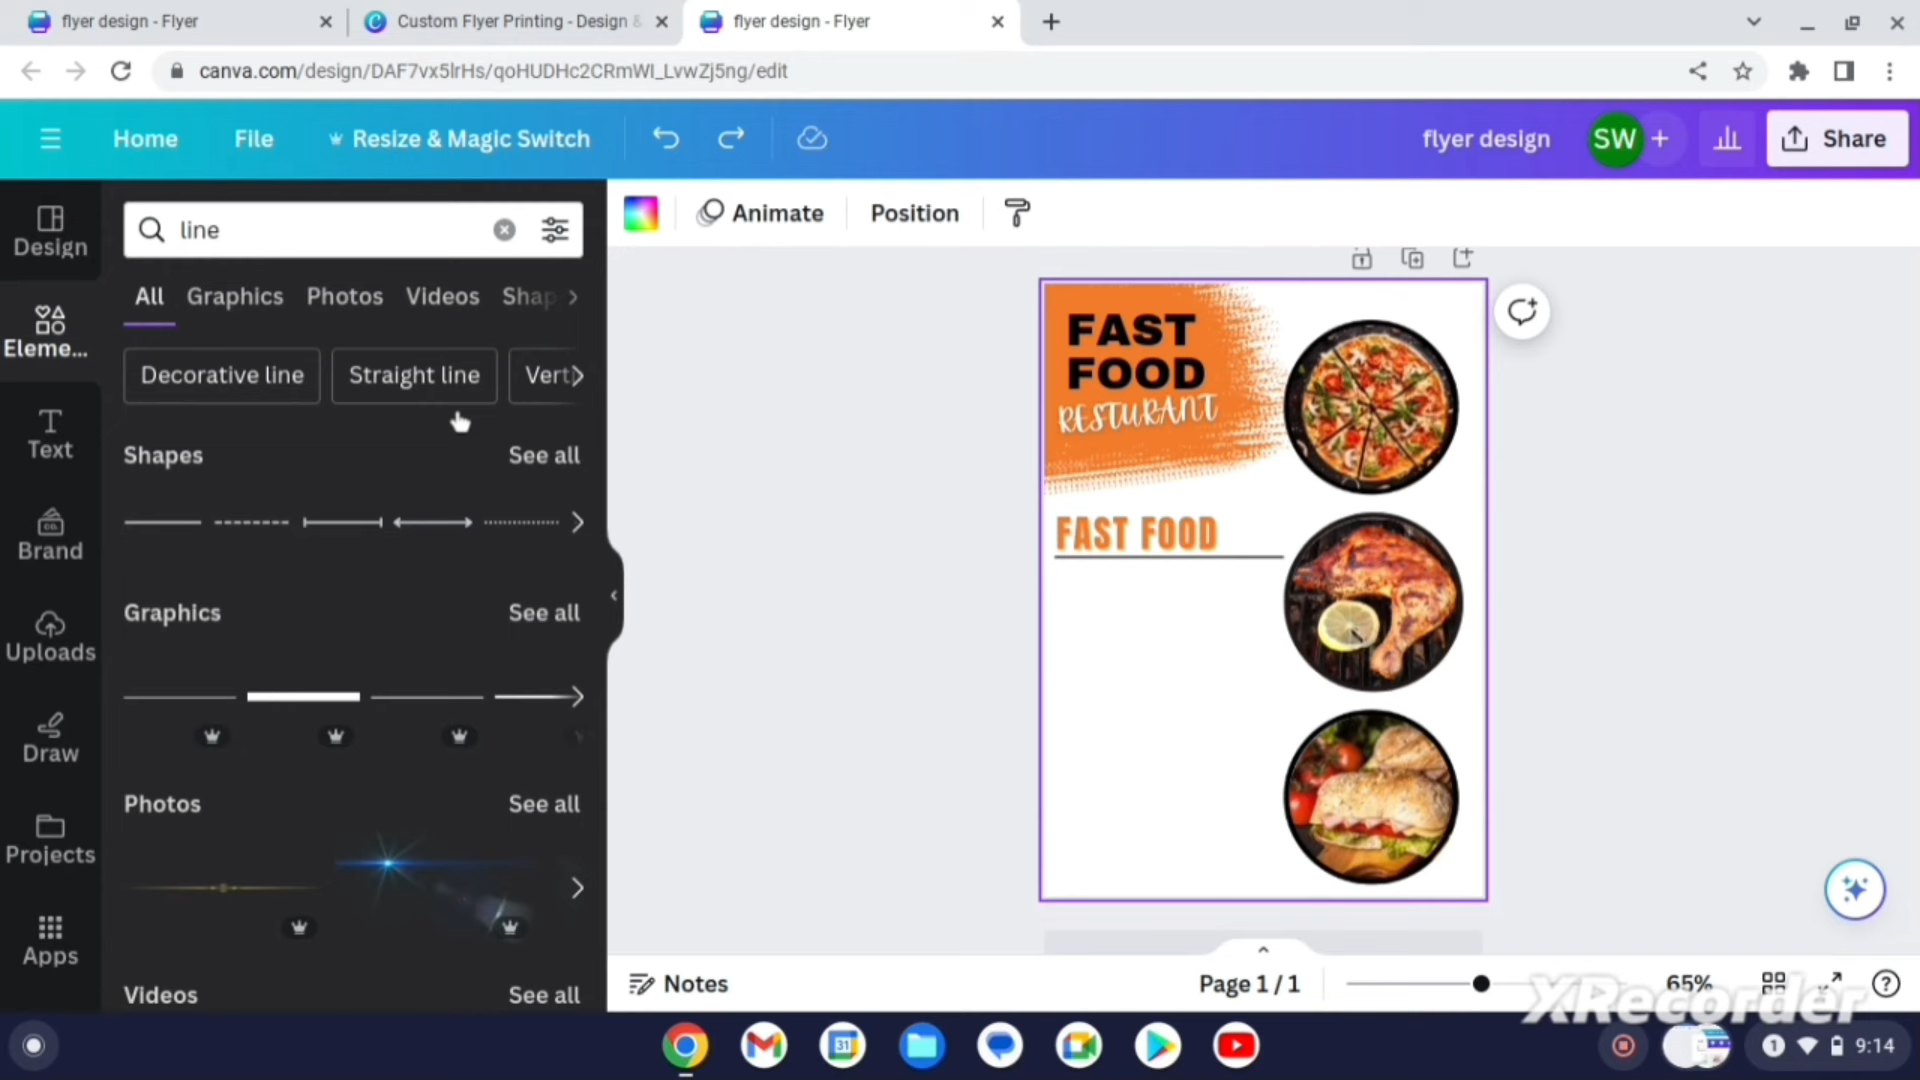 flyer design - Flyer
Custom Flyer Printing - Design &
flyer design - Flyer
canva.com/design/DAF7vx5lrHs/qoHUDHc2CRmWI_LvwZj5ng/edit
Home
File
Resize & Magic Switch
flyer design
SW
Share
Design
line
Animate
Position
Eleme...
All
Graphics
Photos
Videos
Shap
Decorative line
Straight line
Vert
Text
Shapes
See all
Brand
CO.
Graphics
See all
Uploads
Draw
Photos
See all
Projects
Apps
Videos
See all
FAST
FOOD
RESTURANT
FAST FOOD
Notes
Page 1 / 1
65%
XRecorder
31
1
9:14